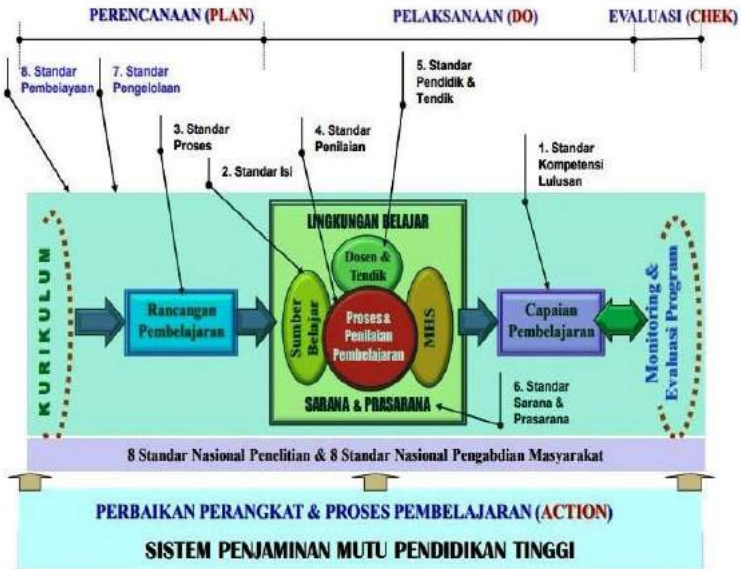 PERENCANAAN (PLAN)
PELAKSANAAN (DO)
EVALUASI (CHEK)
8. Standar
Pembeiayaan
7. Standar
Pengelolaan
3. Standar
Proses
2. Standar Isi
4. Standar
Penilaian
5. Standar
Pendidik &
Tendik
1. Standar
Kompetensi
Lulusan
KURIKULUM
Rancangan
Pembelajaran
LINGKUNGAN BELAJAR
Dosen &
Tendik
Sumber
Belajar
Proses &
Penilaian
Pembelajaran
MHS
SARANA & PRASARANA
Capaian
Pembelajaran
6. Standar
Sarana &
Prasarana
Monitoring &
Evaluasi Program
8 Standar Nasional Penelitian & 8 Standar Nasional Pengabdian Masyarakat
PERBAIKAN PERANGKAT & PROSES PEMBELAJARAN (ACTION)
SISTEM PENJAMINAN MUTU PENDIDIKAN TINGGI